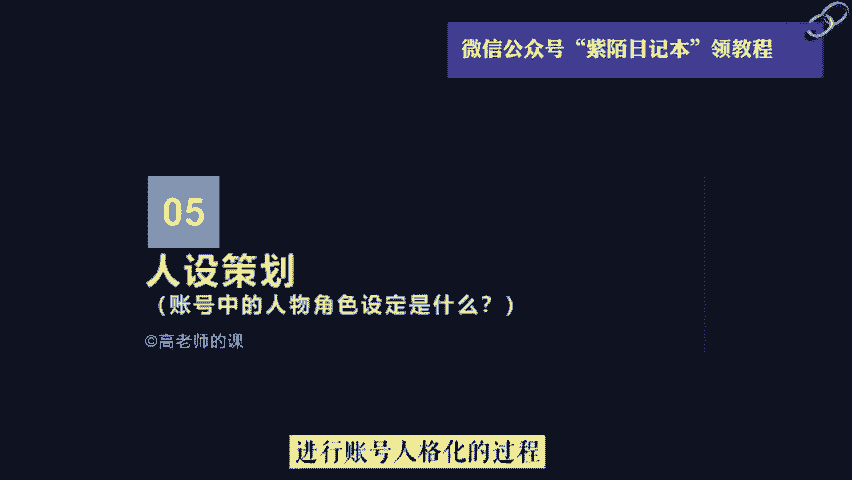 微信公众号“紫陌日记本”领教程
05
人设策划
（账号中的人物角色设定是什么？）
©高老师的课
进行账号人格化的过程